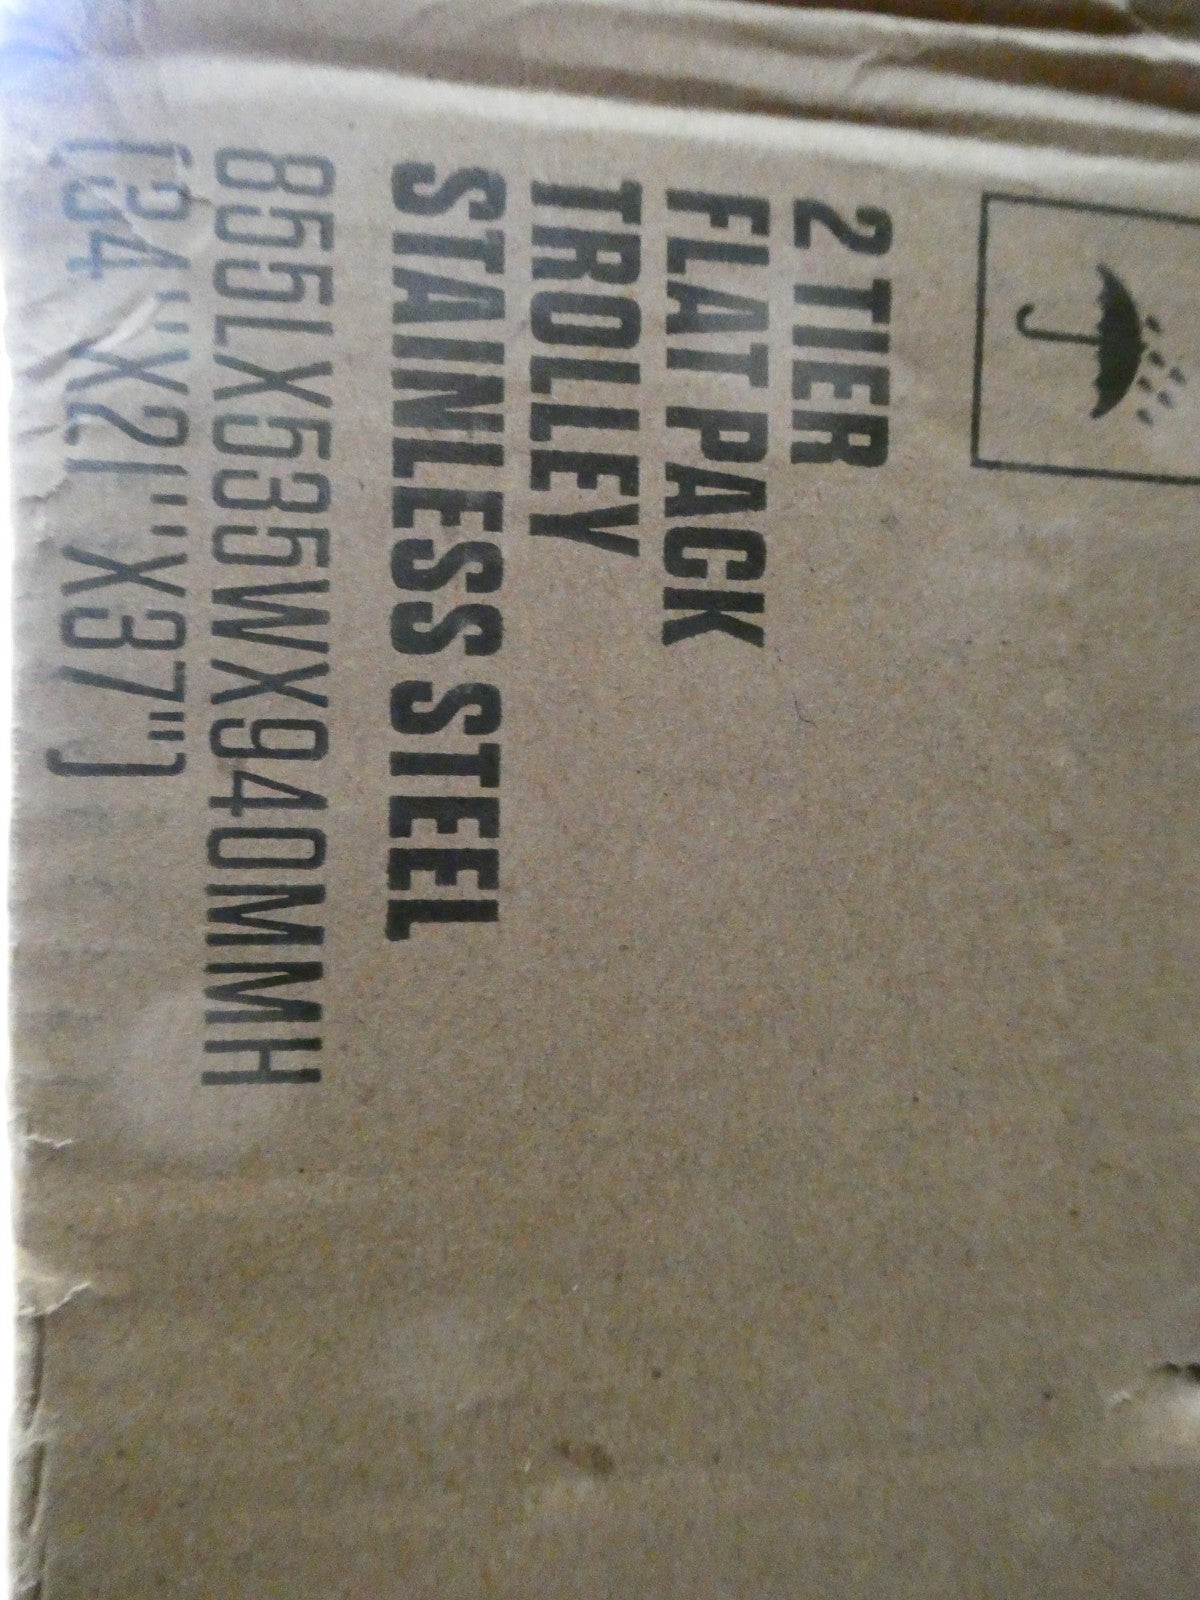 2 TIER
FLAT PACK
TROLLEY
STAINLESS STEEL
855LX535WX940MMH
[34"X21"X37"]